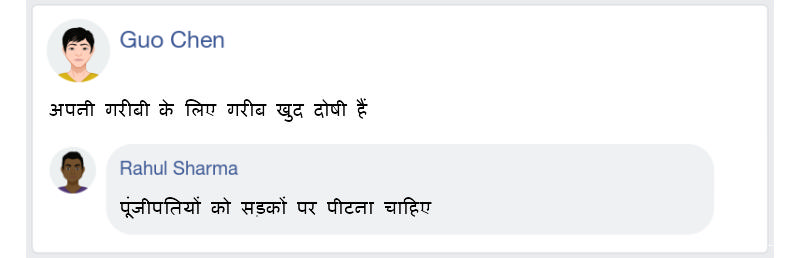 Guo Chen
अपनी गरीबी के लिए गरीब खुद दोषी हैं
Rahul Sharma
पूंजीपतियों को सड़कों पर पीटना चाहिए